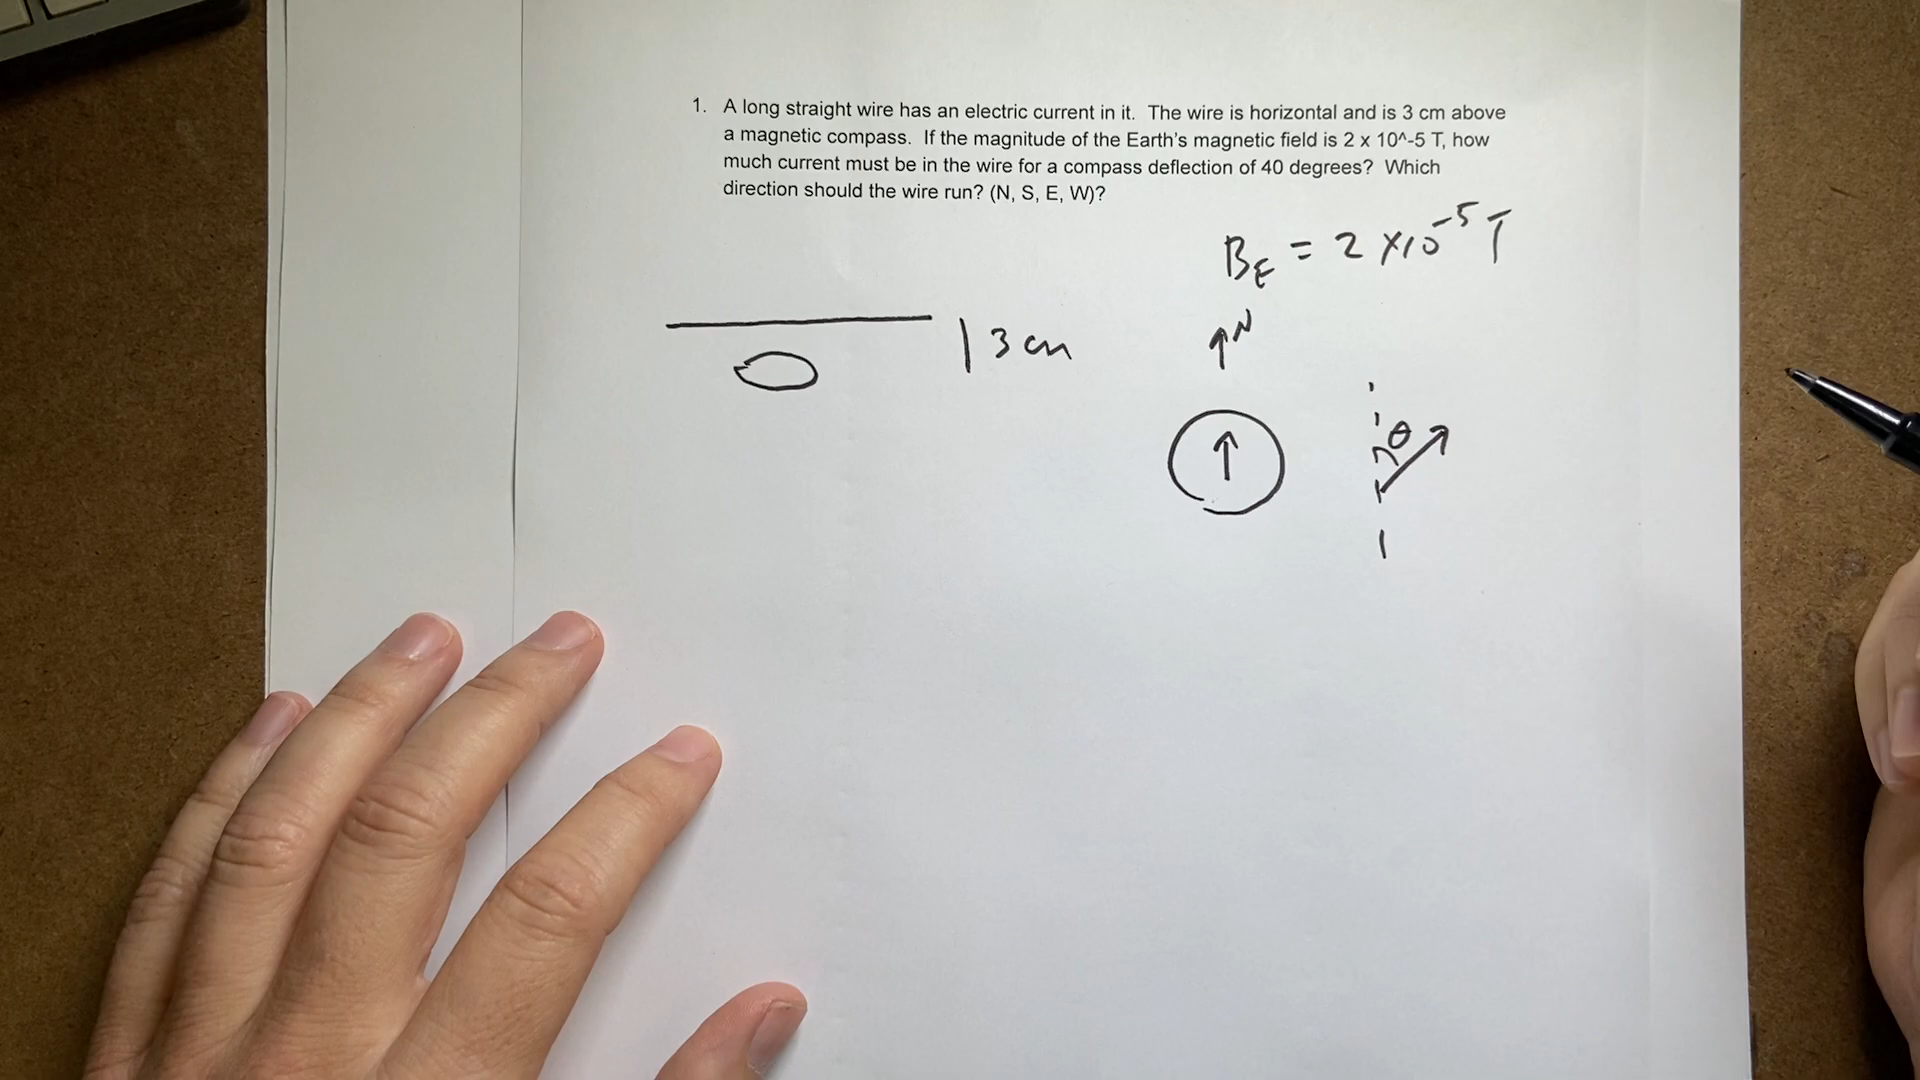 1. A long straight wire has an electric current in it. The wire is horizontal and is 3 cm above
a magnetic compass. If the magnitude of the Earth's magnetic field is 2 x 10^-5 T, how
much current must be in the wire for a compass deflection of 40 degrees? Which
direction should the wire run? (N, S, E, W)?
B_E = 2 × 10^-5 T
3 cm
N
θ